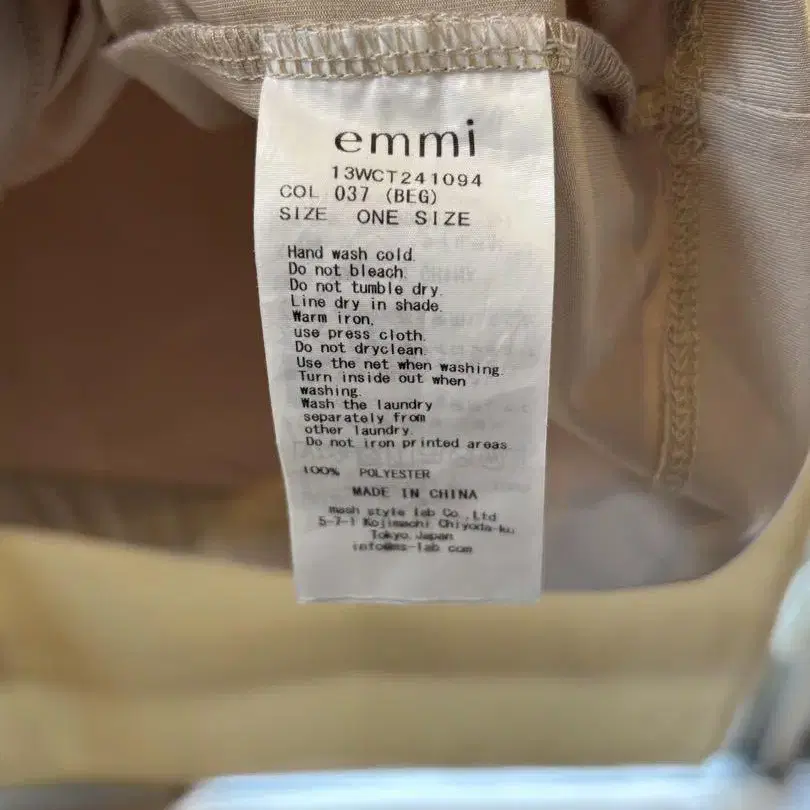 emmi
13WCT241094
COL 037 (BEG)
SIZE ONE SIZE
Hand wash cold.
Do not bleach.
Do not tumble dry.
Line dry in shade.
Warm iron,
use press cloth.
Do not dryclean.
Use the net when washing.
Turn inside out when
washing.
Wash the laundry
separately from
other laundry.
Do not iron printed areas.
100% POLYESTER
MADE IN CHINA
mash style lab Co.,Ltd
5-7-1 Kojimachi Chiyoda-ku,
Tokyo,Japan
info@ms-lab.com